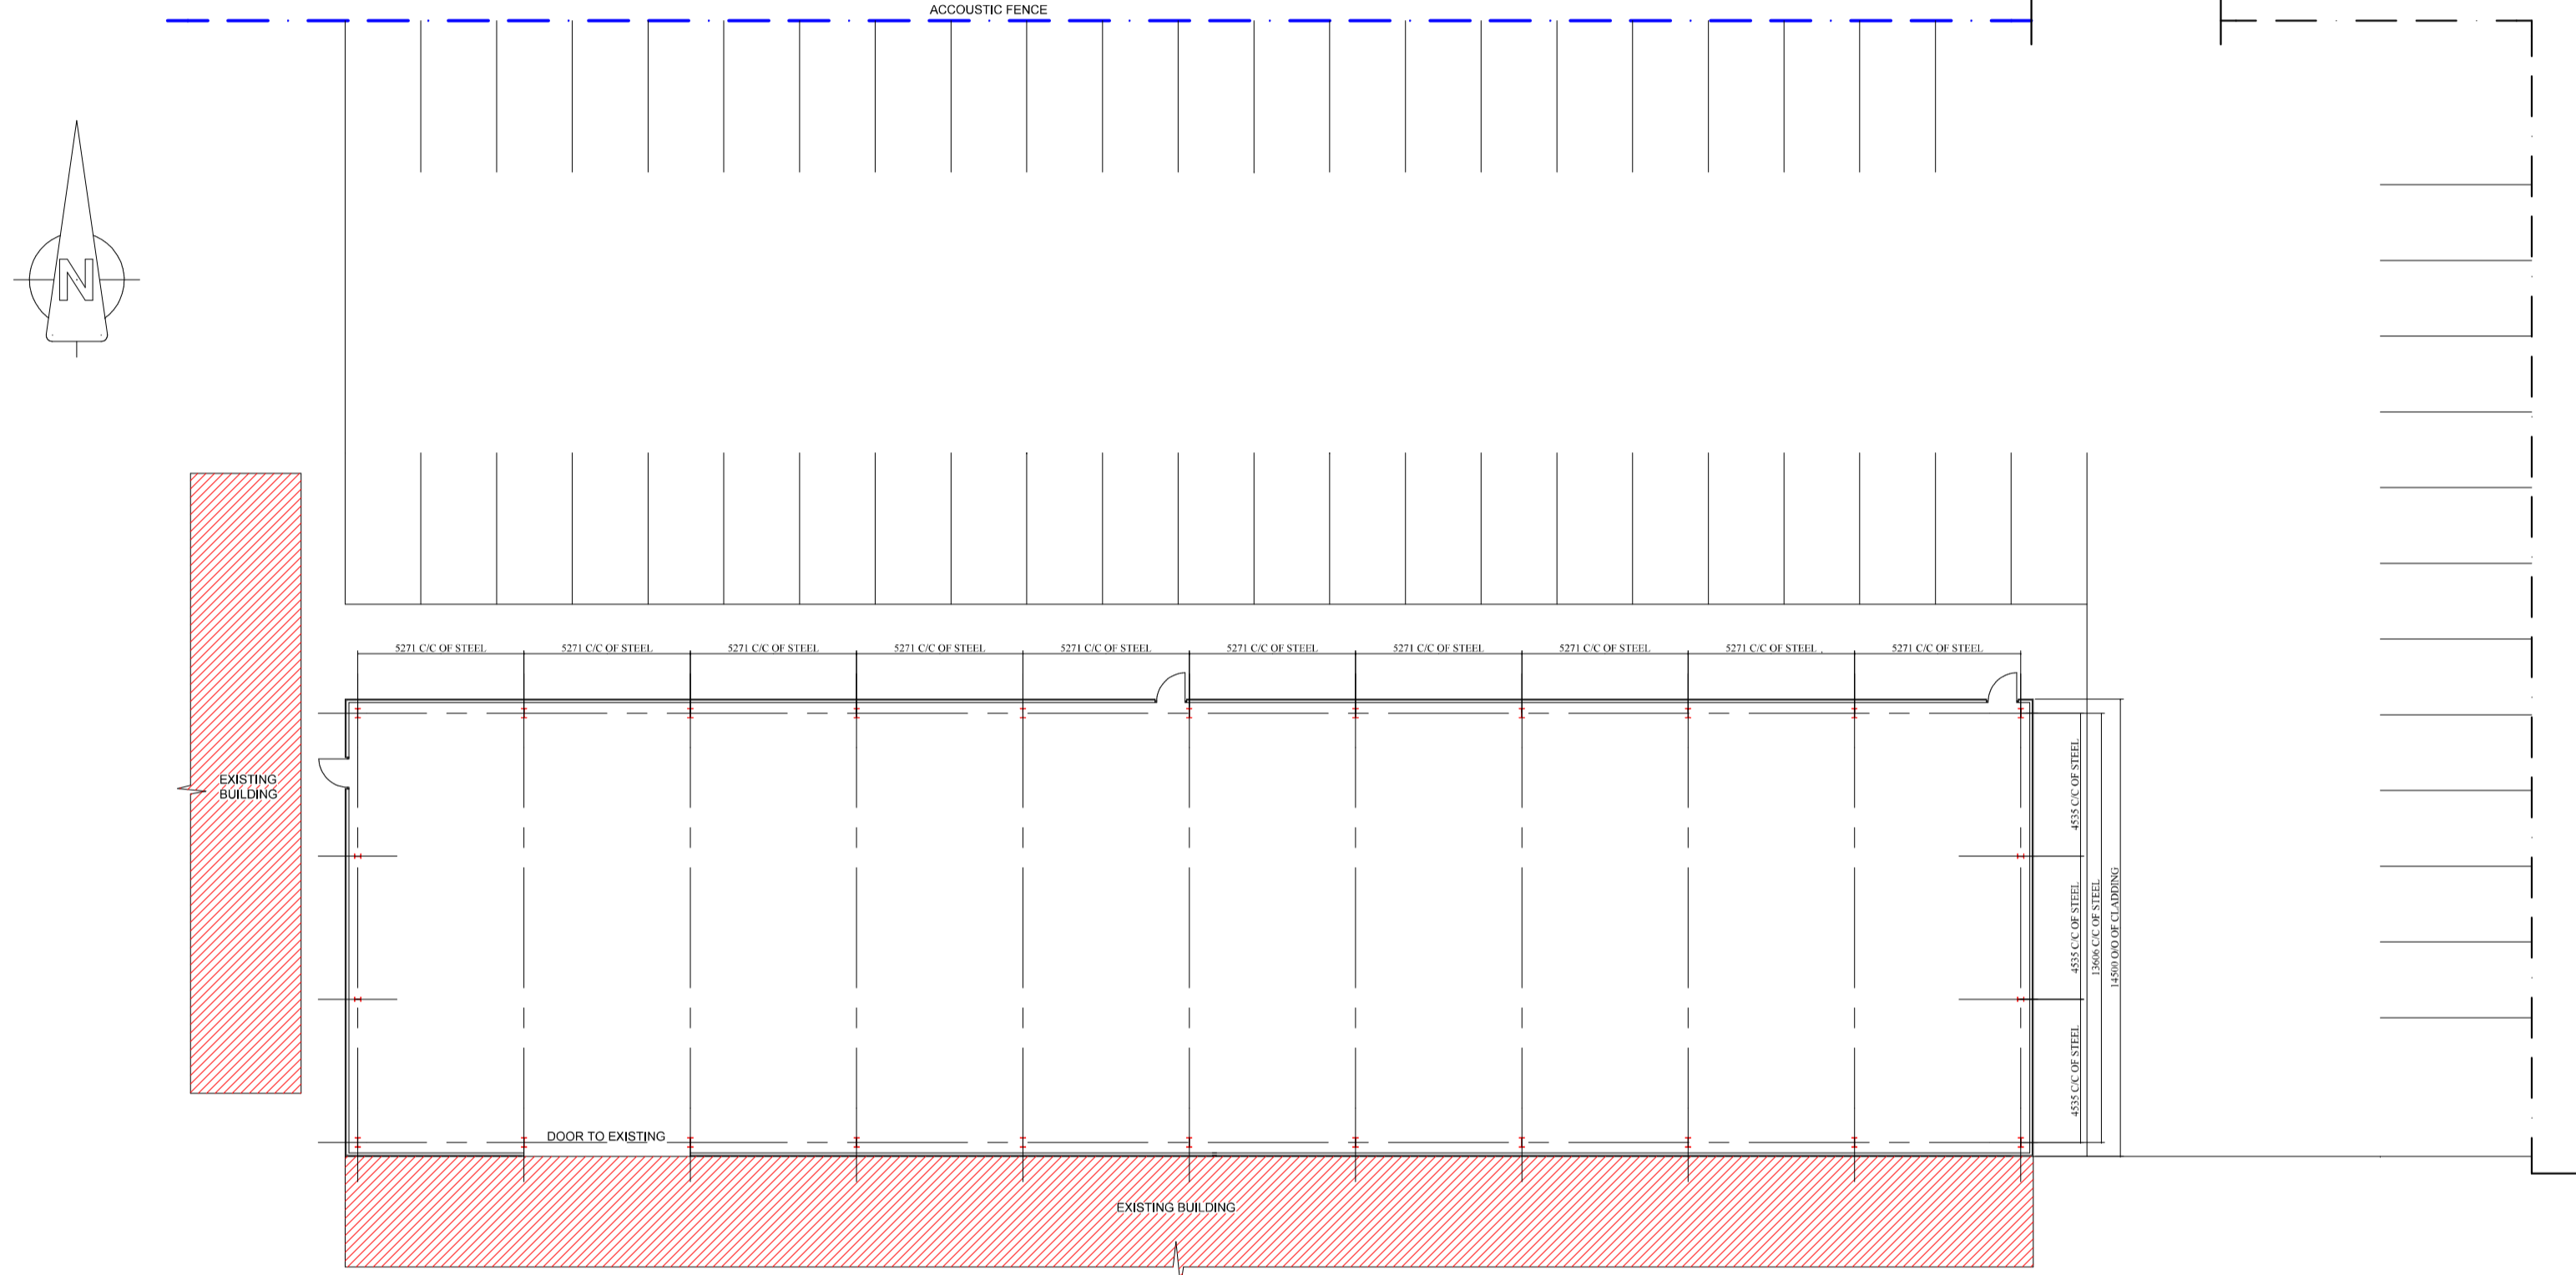 ACCOUSTIC FENCE
N
5271 C/C OF STEEL
5271 C/C OF STEEL
5271 C/C OF STEEL
5271 C/C OF STEEL
5271 C/C OF STEEL
5271 C/C OF STEEL
5271 C/C OF STEEL
5271 C/C OF STEEL
5271 C/C OF STEEL
5271 C/C OF STEEL
EXISTING
BUILDING
4535 C/C OF STEEL
4535 C/C OF STEEL
4535 C/C OF STEEL
13606 C/C OF STEEL
14500 O/O OF CLADDING
DOOR TO EXISTING
EXISTING BUILDING